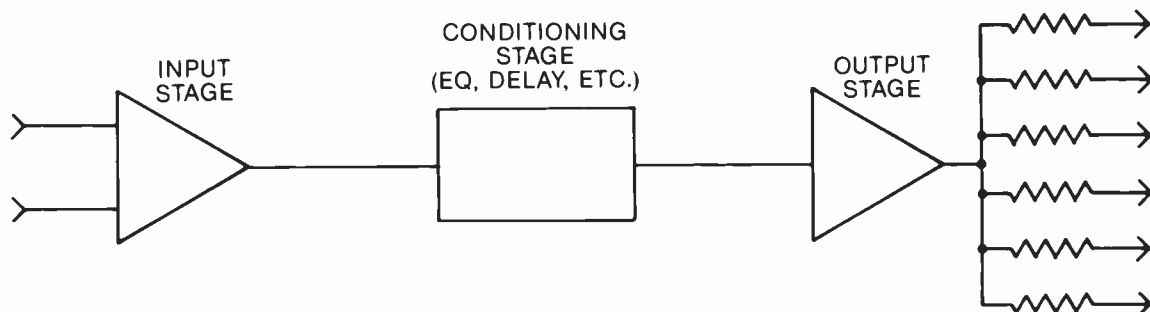 INPUT
STAGE
CONDITIONING
STAGE
(EQ, DELAY, ETC.)
OUTPUT
STAGE